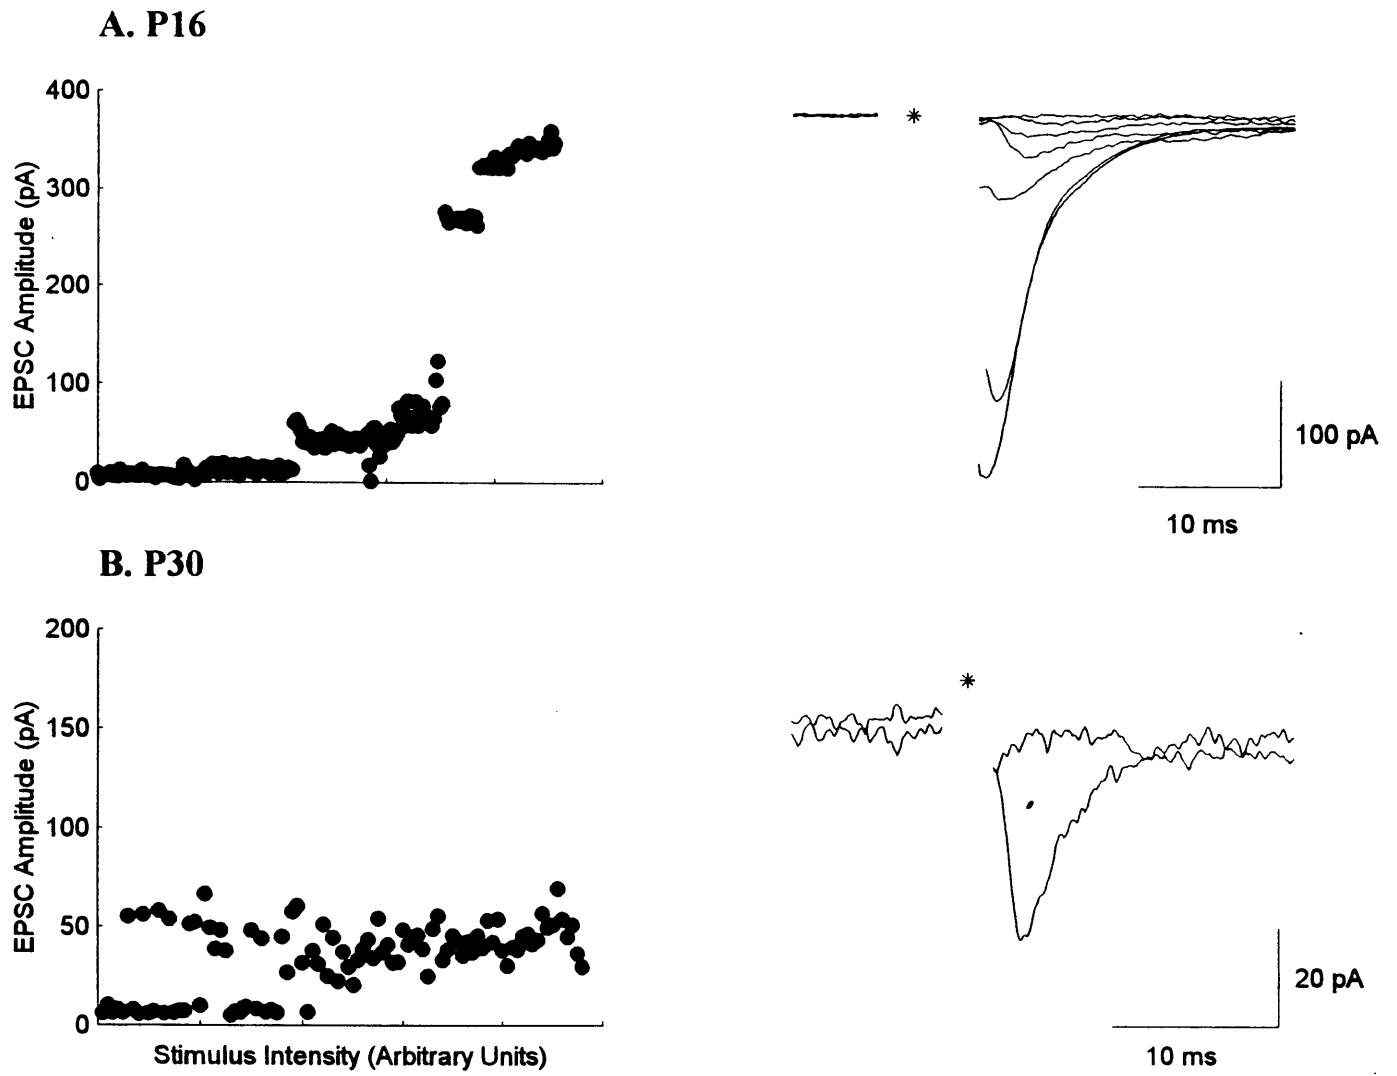 A. P16
400
300
200
100
0
EPSC Amplitude (pA)
*
100 pA
10 ms
B. P30
200
150
100
50
0
EPSC Amplitude (pA)
Stimulus Intensity (Arbitrary Units)
*
20 pA
10 ms